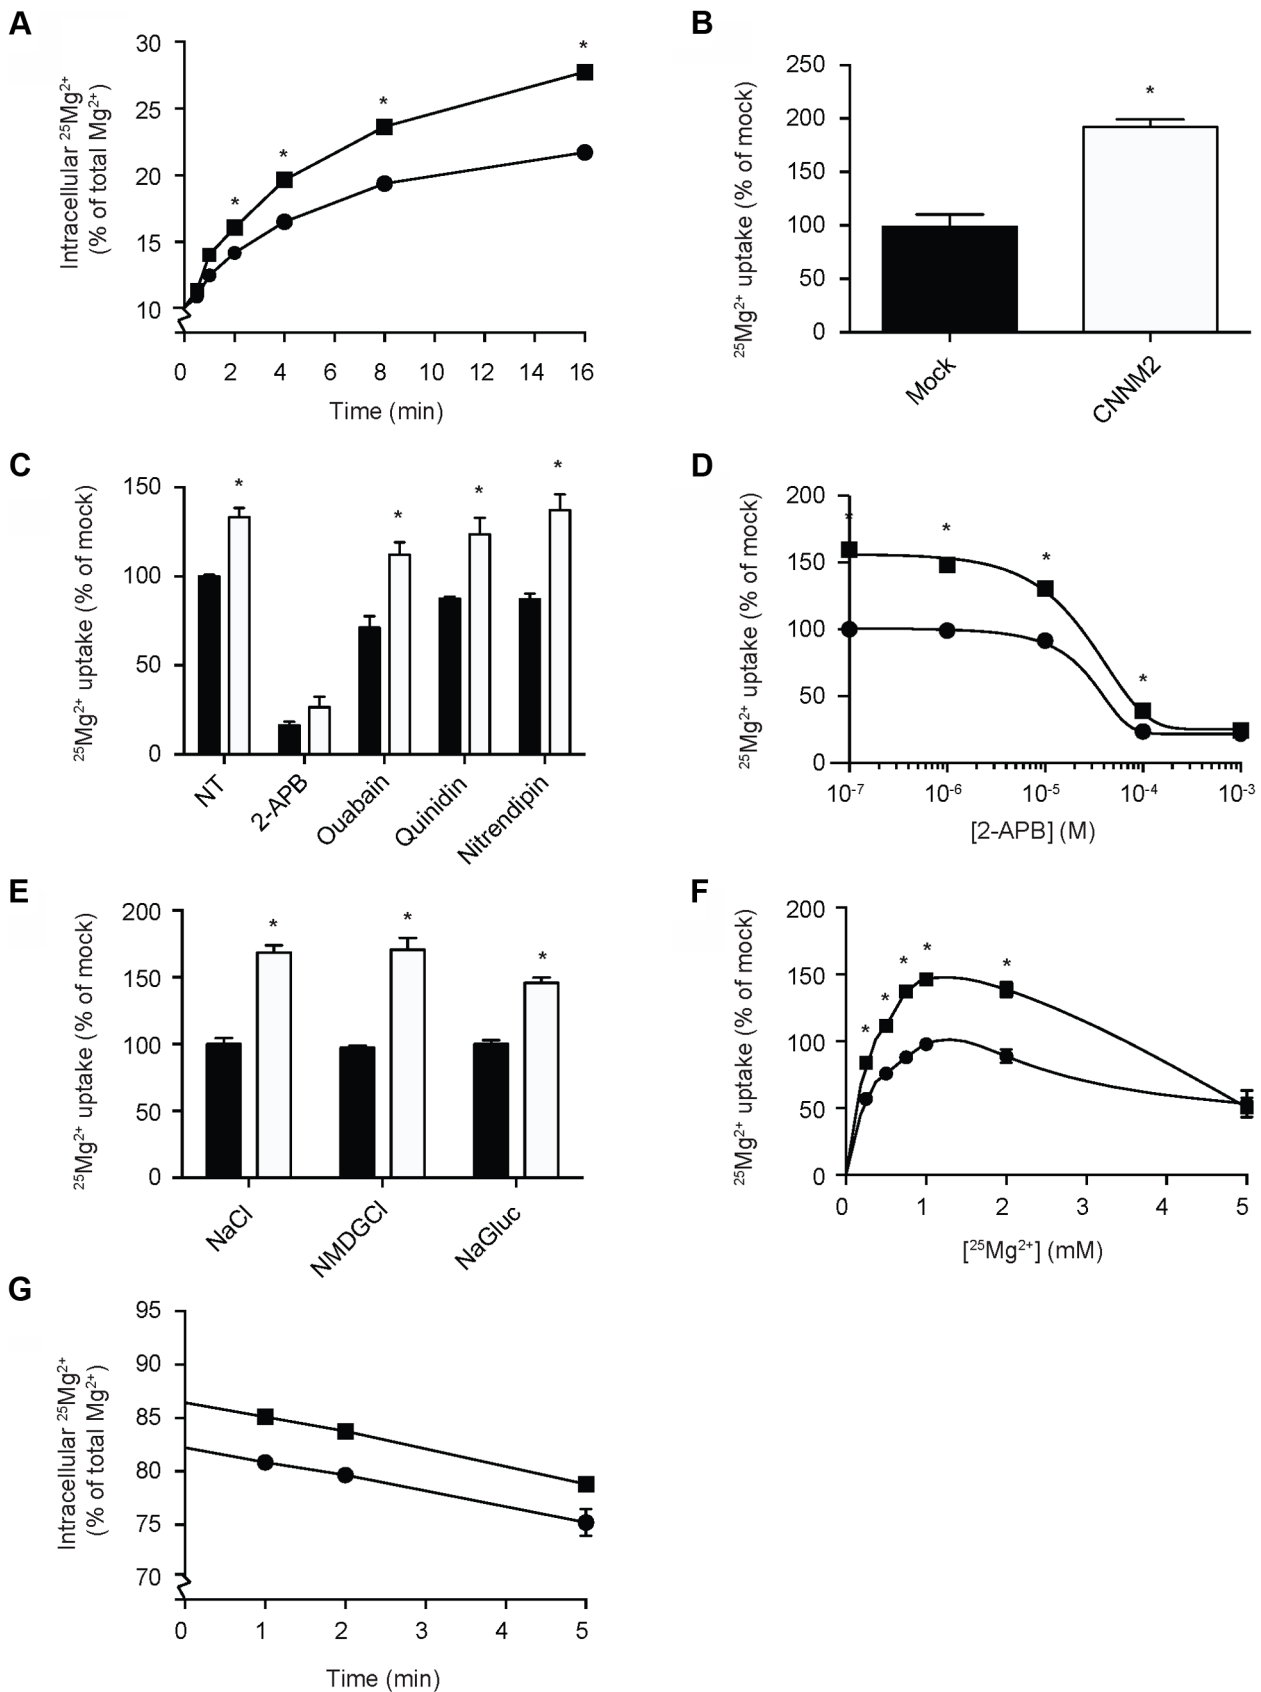 A
Intracellular ²⁵Mg²⁺
(% of total Mg²⁺)
30
25
20
15
10
*
*
*
*
0 2 4 6 8 10 12 14 16
Time (min)
B
²⁵Mg²⁺ uptake (% of mock)
250
200
150
100
50
0
*
Mock
CNNM2
C
²⁵Mg²⁺ uptake (% of mock)
150
100
50
0
*
*
*
*
NT
2-APB
Ouabain
Quinidin
Nitrendipin
D
²⁵Mg²⁺ uptake (% of mock)
200
150
100
50
0
*
*
*
*
10⁻⁷ 10⁻⁶ 10⁻⁵ 10⁻⁴ 10⁻³
[2-APB] (M)
E
²⁵Mg²⁺ uptake (% of mock)
200
150
100
50
0
*
*
*
NaCl
NMDGCl
NaGluc
F
²⁵Mg²⁺ uptake (% of mock)
200
150
100
50
0
*
*
*
*
*
0 1 2 3 4 5
[²⁵Mg²⁺] (mM)
G
Intracellular ²⁵Mg²⁺
(% of total Mg²⁺)
95
90
85
80
75
70
0 1 2 3 4 5
Time (min)